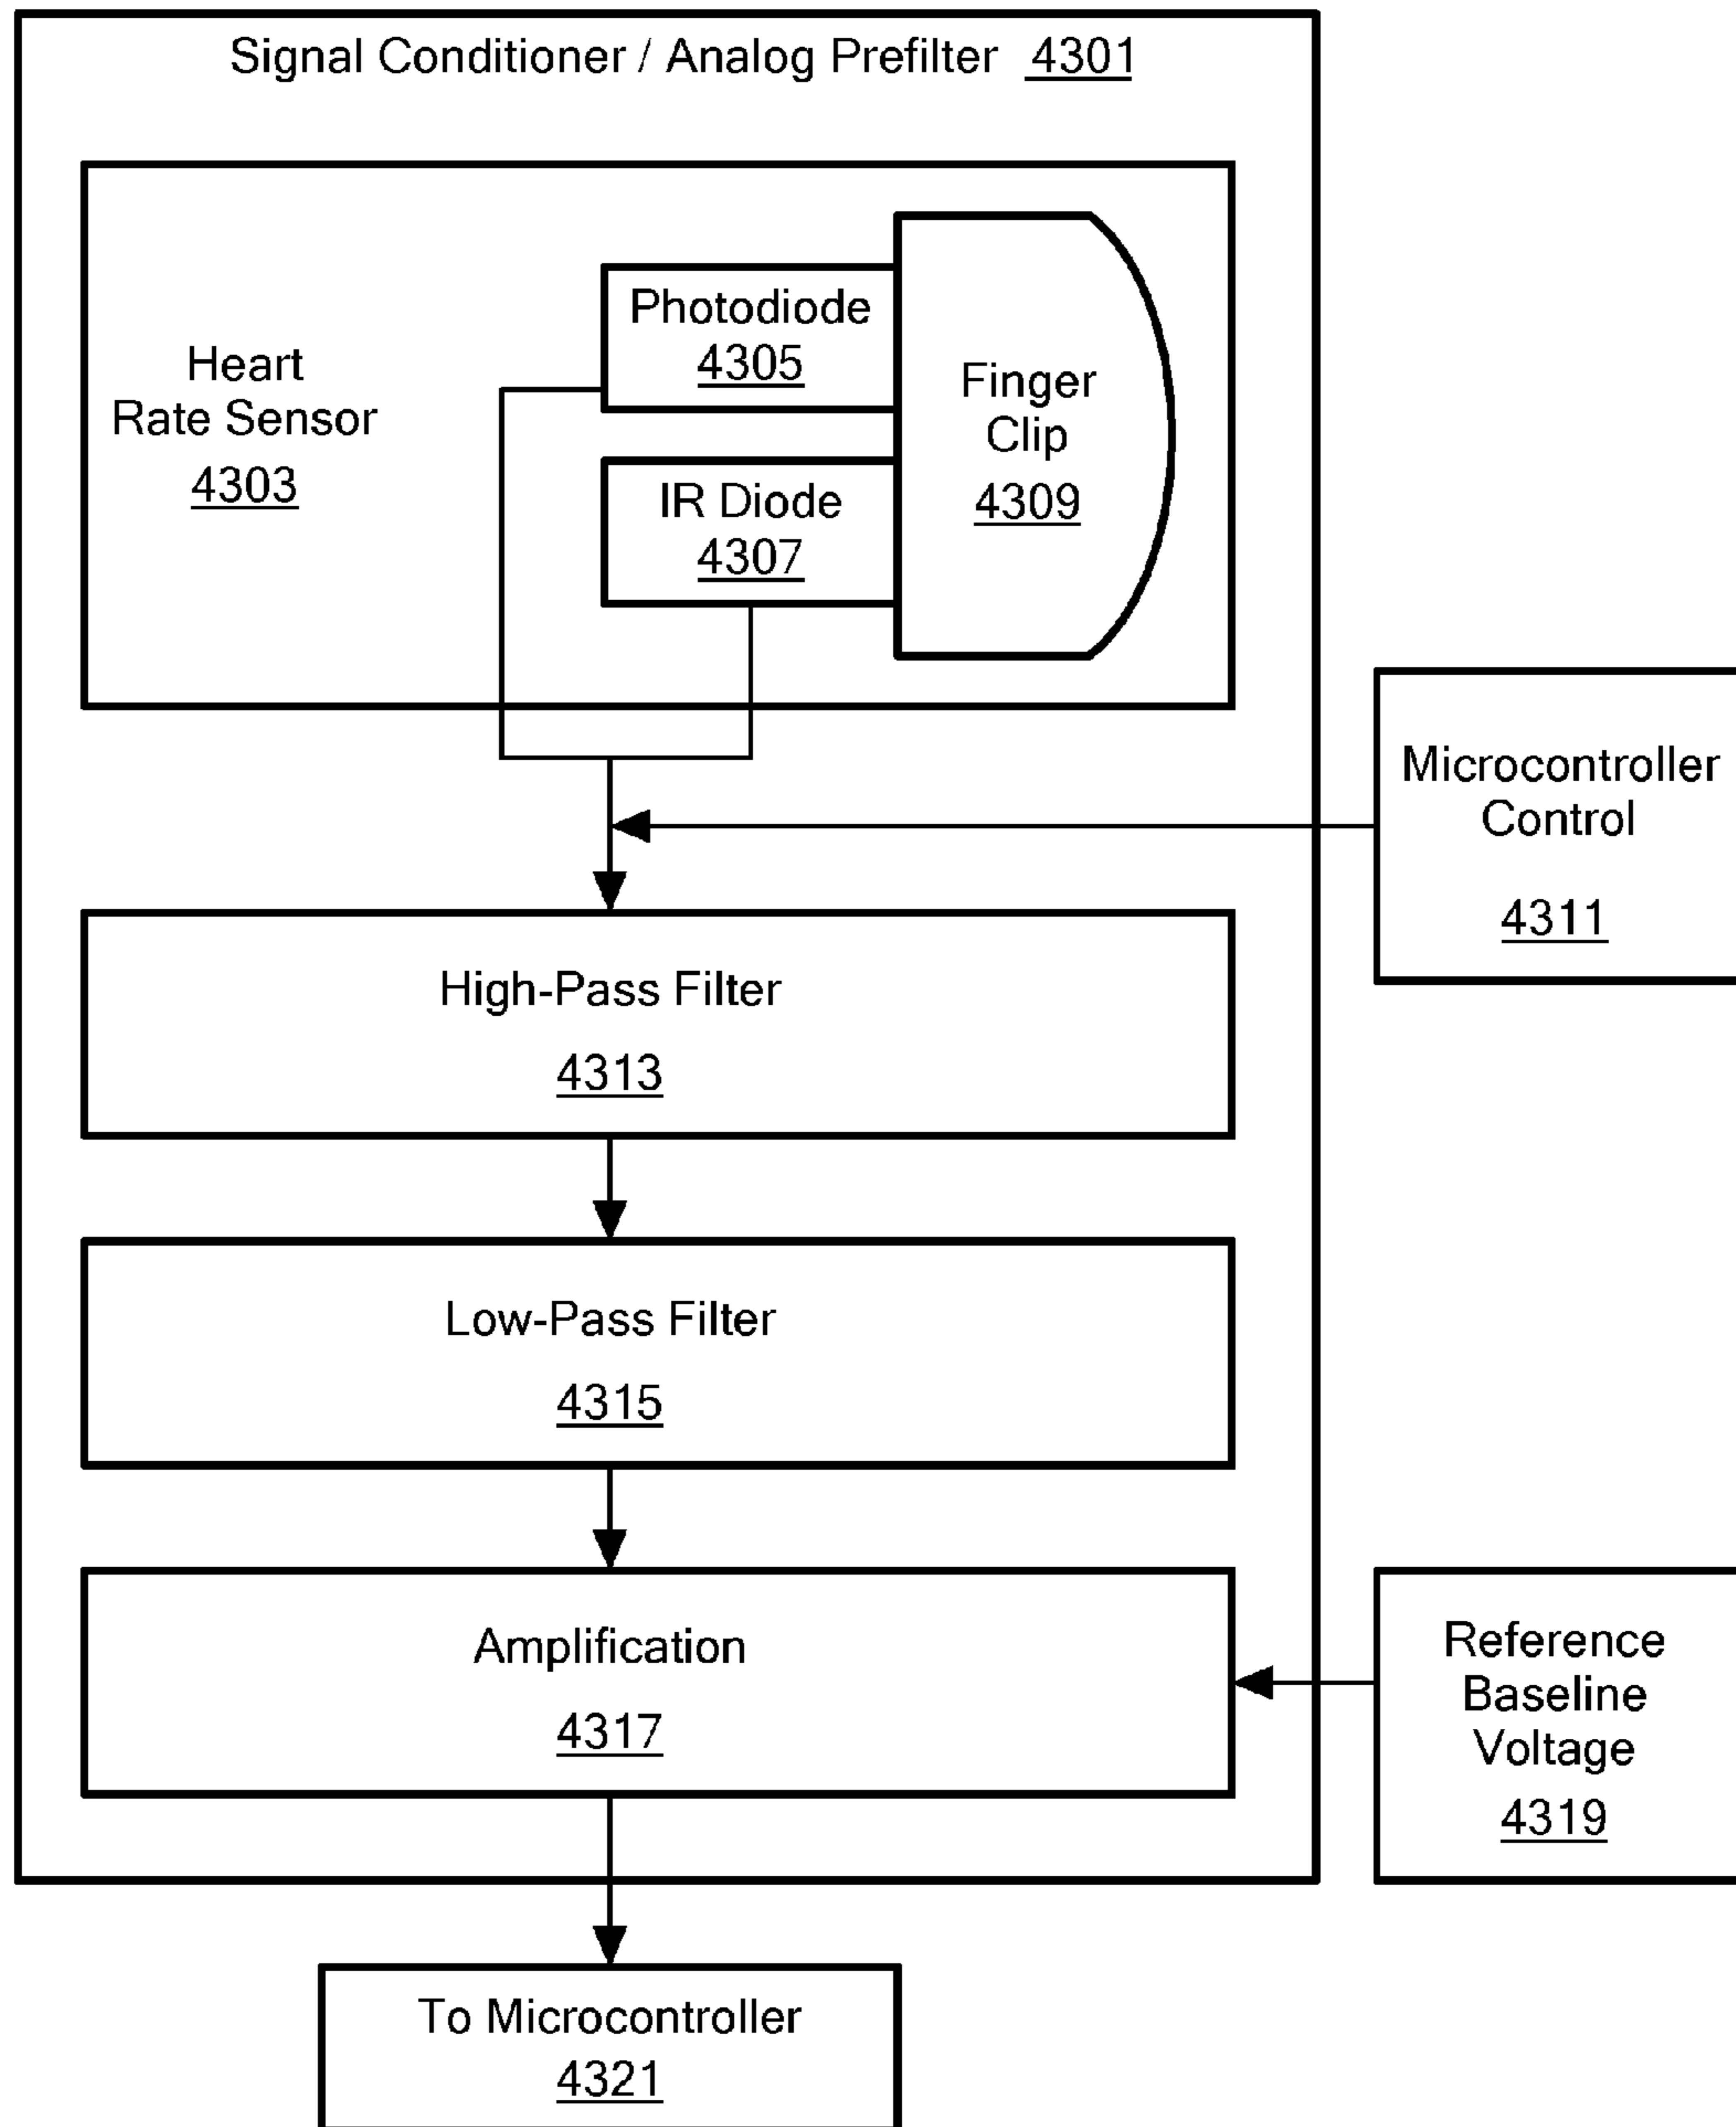 Signal Conditioner / Analog Prefilter 4301
Heart
Rate Sensor
4303
Photodiode
4305
IR Diode
4307
Finger
Clip
4309
Microcontroller
Control
4311
High-Pass Filter
4313
Low-Pass Filter
4315
Amplification
4317
Reference
Baseline
Voltage
4319
To Microcontroller
4321